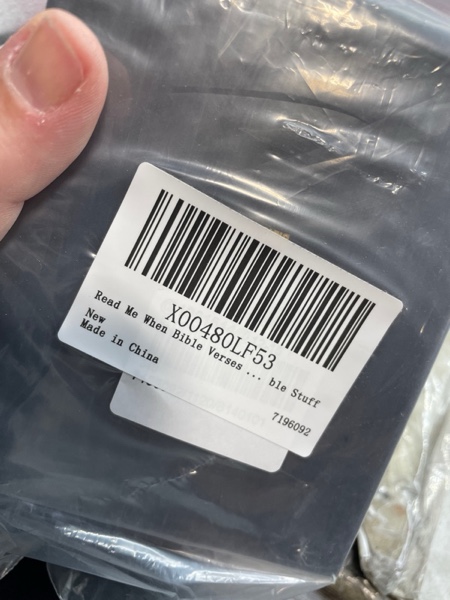 X00480LF53
Read Me When Bible Verses ... ble Stuff
New
Made in China
7196092